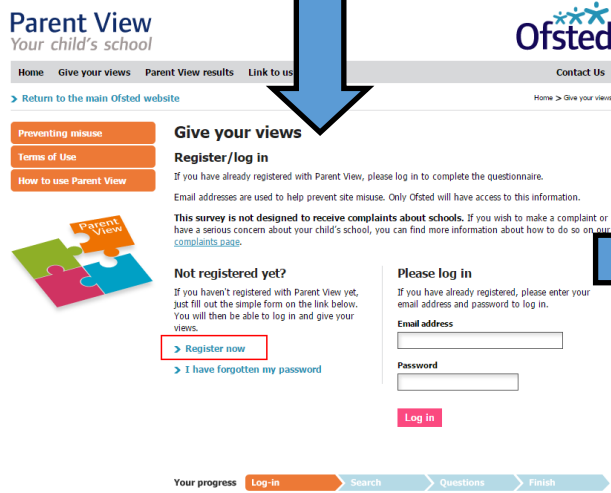 Parent View
Your child's school
Ofsted
Home Give your views Parent View results Link to us Contact Us
Return to the main Ofsted website
Home > Give your views
Preventing misuse
Terms of Use
How to use Parent View
Parent
View
Give your views
Register/log in
If you have already registered with Parent View, please log in to complete the questionnaire.
Email addresses are used to help prevent site misuse. Only Ofsted will have access to this information.
This survey is not designed to receive complaints about schools. If you wish to make a complaint or
have a serious concern about your child's school, you can find more information about how to do so on our
complaints page.
Not registered yet?
If you haven't registered with Parent View yet,
just fill out the simple form on the link below.
You will then be able to log in and give your
views.
Register now
I have forgotten my password
Please log in
If you have already registered, please enter your
email address and password to log in.
Email address
Password
Log in
Your progress Log-in Search Questions Finish